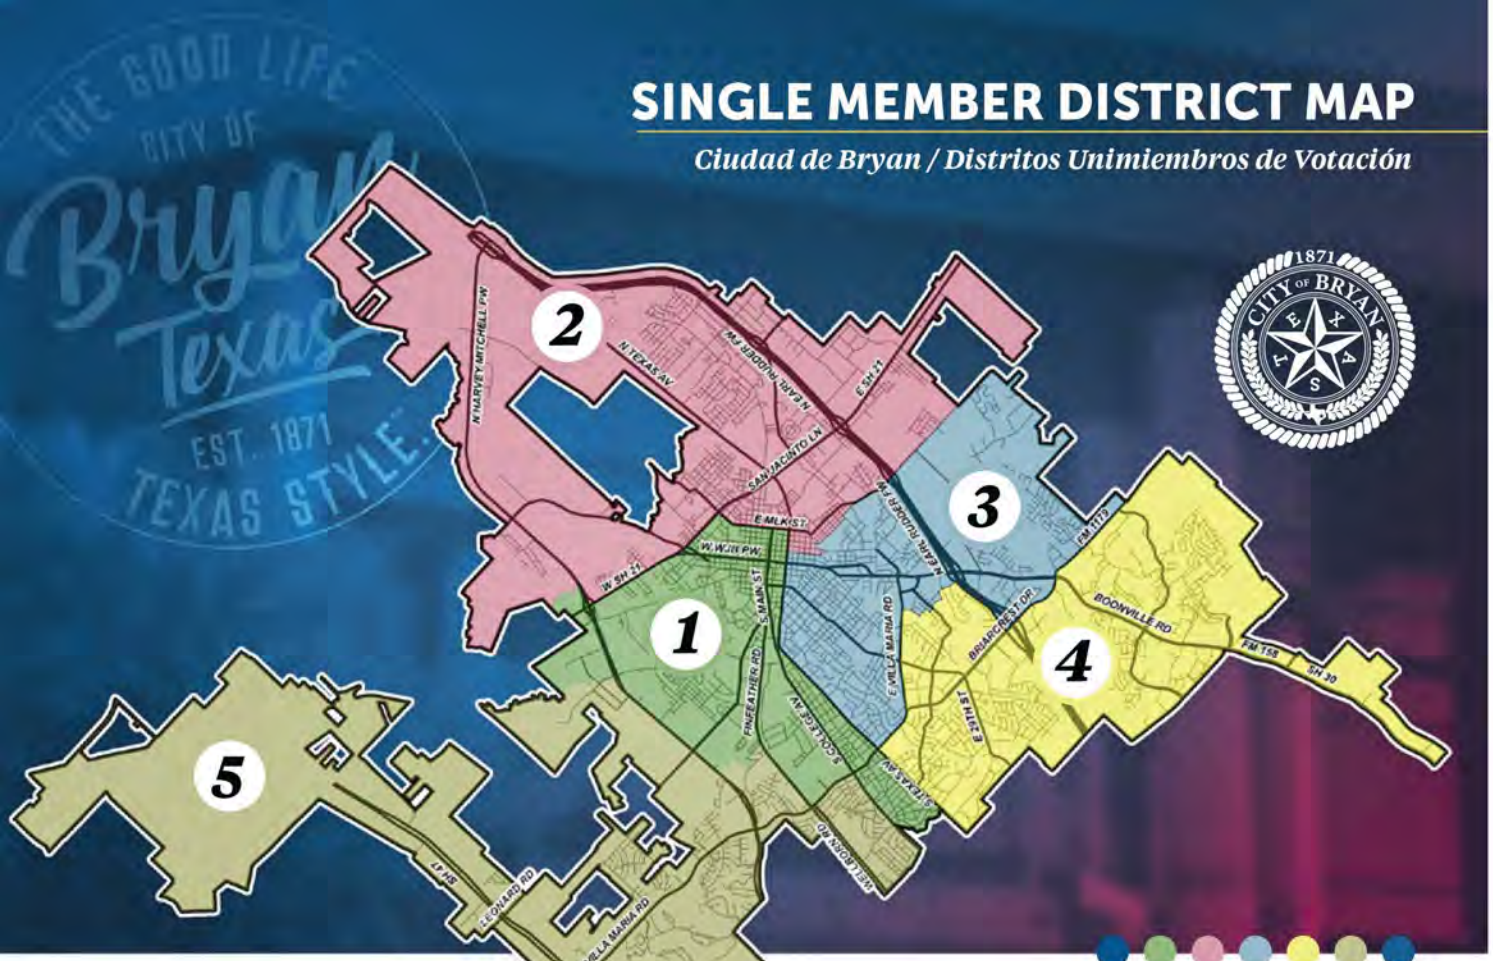 THE GOOD LIFE
CITY OF
Bryan
Texas
EST. 1871
TEXAS STYLE.
SINGLE MEMBER DISTRICT MAP
Ciudad de Bryan / Distritos Unimiembros de Votación
1871
CITY OF BRYAN
TEXAS
2
N HARVEY MITCHELL PW
N TEXAS AV
N EARL RUDDER FW
E SH 21
SAN JACINTO LN
3
N EARL RUDDER FW
FM 1179
E MLK ST
W WJB PW
W SH 21
1
S MAIN ST
E VILLA MARIA RD
BRIARCREST DR
BOONVILLE RD
4
FM 158
SH 30
FINFEATHER RD
S COLLEGE AV
E 29TH ST
S TEXAS AV
5
WELLBORN RD
SH 47
LEONARD RD
VILLA MARIA RD